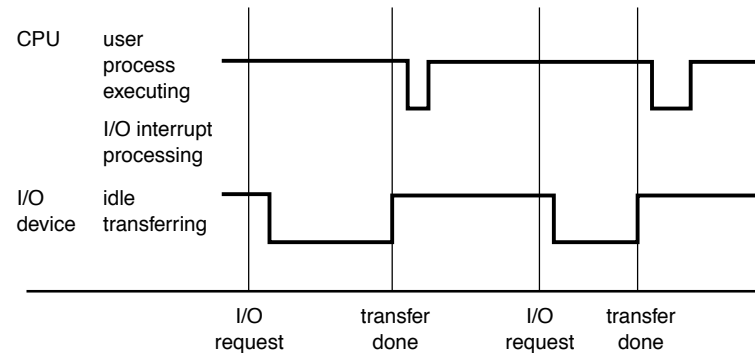 CPU user
process
executing
I/O interrupt
processing
I/O idle
device transferring
I/O transfer I/O transfer
request done request done